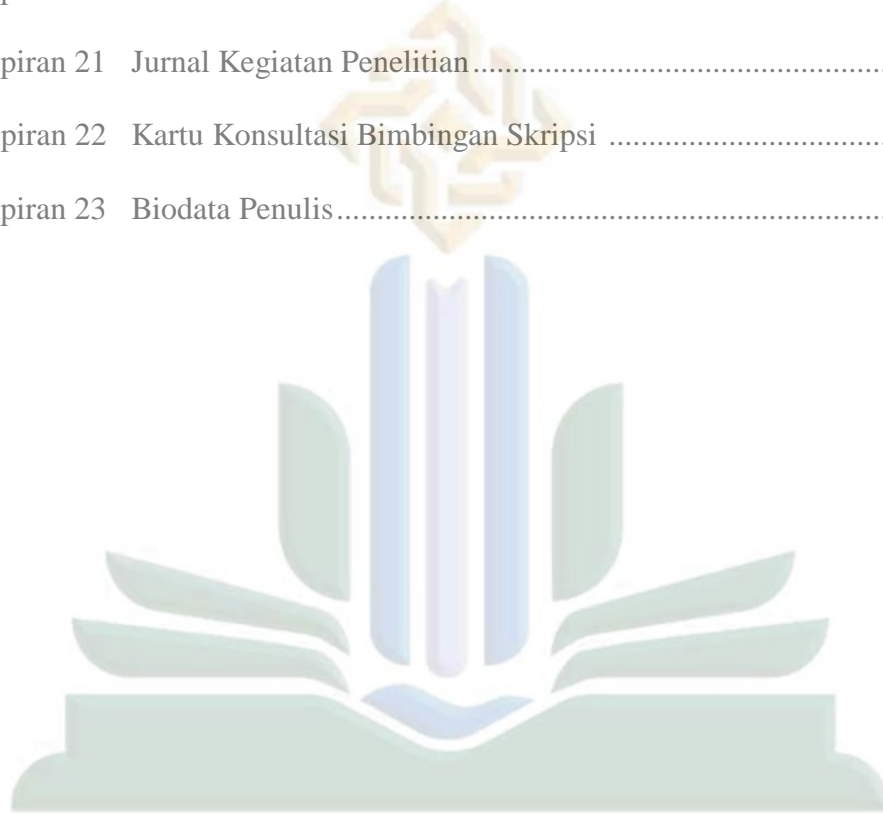 piran 21 Jurnal Kegiatan Penelitian................................................................
piran 22 Kartu Konsultasi Bimbingan Skripsi ...................................
piran 23 Biodata Penulis................................................................................